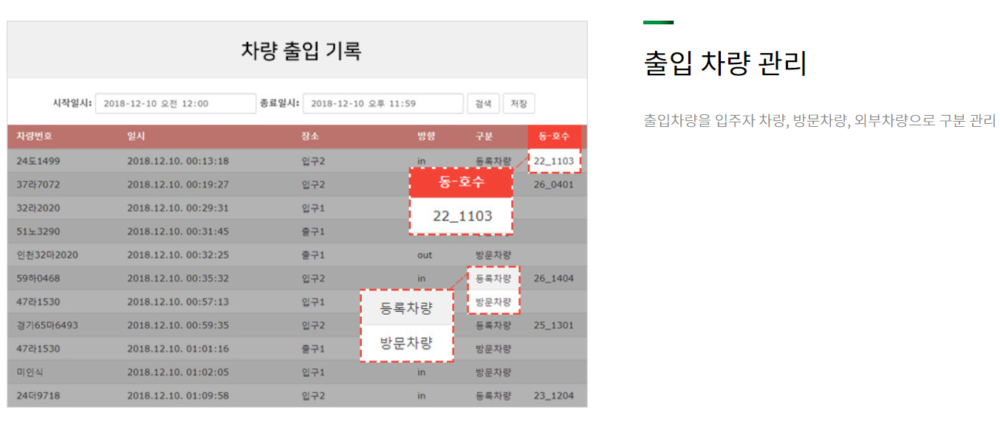 차량 출입 기록
시작일시: 2018-12-10 오전 12:00 종료일시: 2018-12-10 오후 11:59 검색 저장
차량번호 일시 장소 방향 구분 동-호수
24도1499 2018.12.10. 00:13:18 입구2 in 등록차량 22_1103
37라7072 2018.12.10. 00:19:27 입구2 26_0401
동-호수
22_1103
32라2020 2018.12.10. 00:29:31 입구1
51노3290 2018.12.10. 00:31:45 출구1
인천32마2020 2018.12.10. 00:32:25 출구1 out 방문차량
59하0468 2018.12.10. 00:35:32 입구2 in 등록차량 26_1404
47라1530 2018.12.10. 00:57:13 입구1 방문차량
등록차량
방문차량
경기65마6493 2018.12.10. 00:59:35 입구2 등록차량 25_1301
47라1530 2018.12.10. 01:01:16 출구1 방문차량
미인식 2018.12.10. 01:02:05 입구1 in 방문차량
24더9718 2018.12.10. 01:09:58 입구2 in 등록차량 23_1204
출입 차량 관리
출입차량을 입주자 차량, 방문차량, 외부차량으로 구분 관리